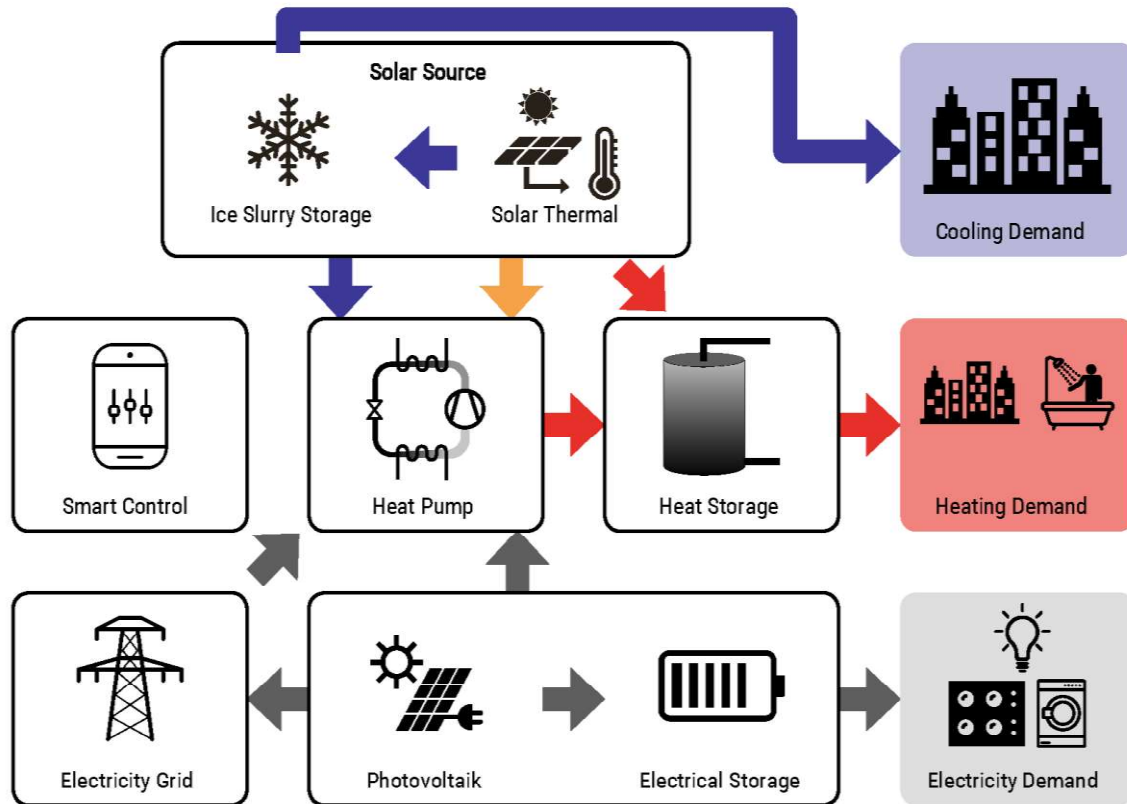 Solar Source
Ice Slurry Storage
Solar Thermal
Cooling Demand
Smart Control
Heat Pump
Heat Storage
Heating Demand
Electricity Grid
Photovoltaik
Electrical Storage
Electricity Demand